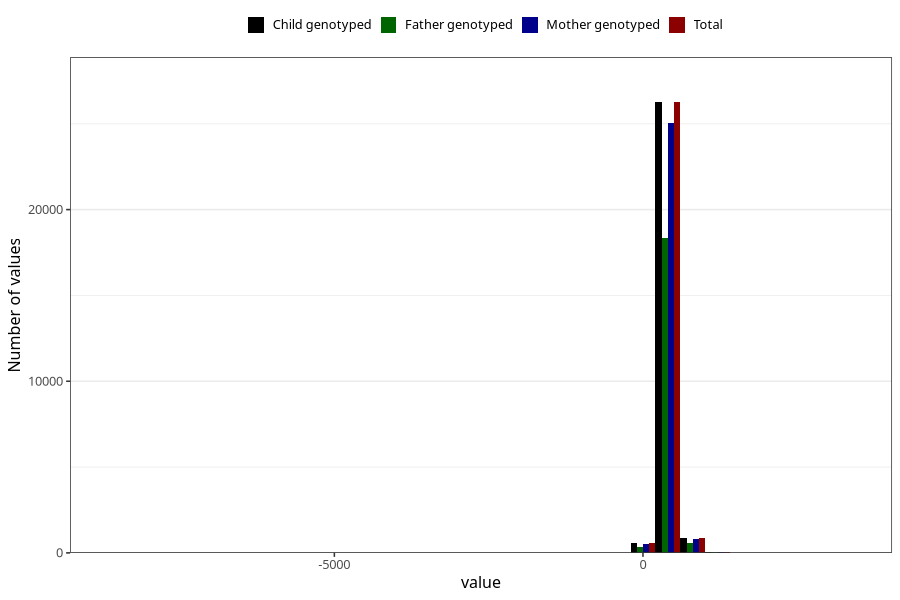 Child genotyped Father genotyped Mother genotyped Total
Number of values
20000
10000
0
-5000 0
value